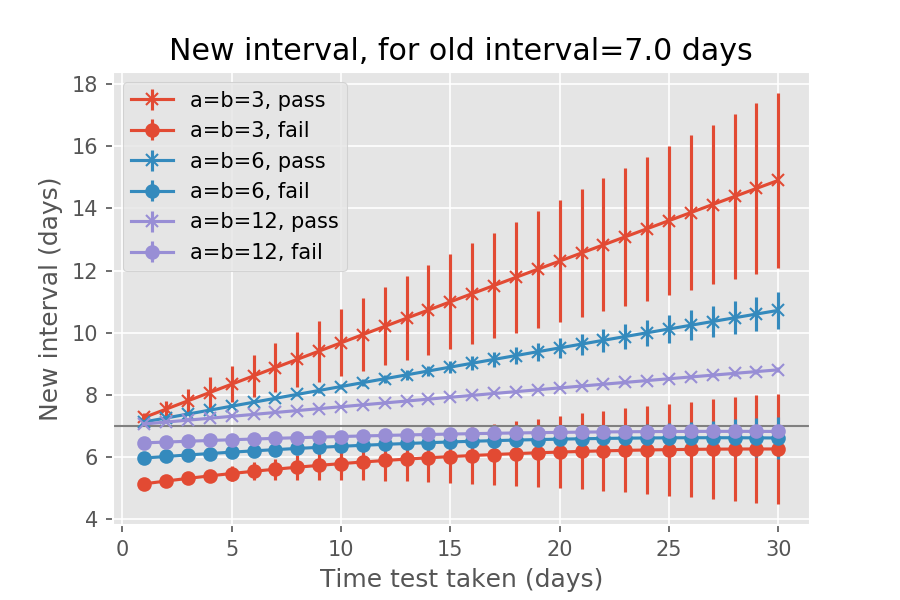 New interval, for old interval=7.0 days
New interval (days)
18
16
14
12
10
8
6
4
a=b=3, pass
a=b=3, fail
a=b=6, pass
a=b=6, fail
a=b=12, pass
a=b=12, fail
0 5 10 15 20 25 30
Time test taken (days)